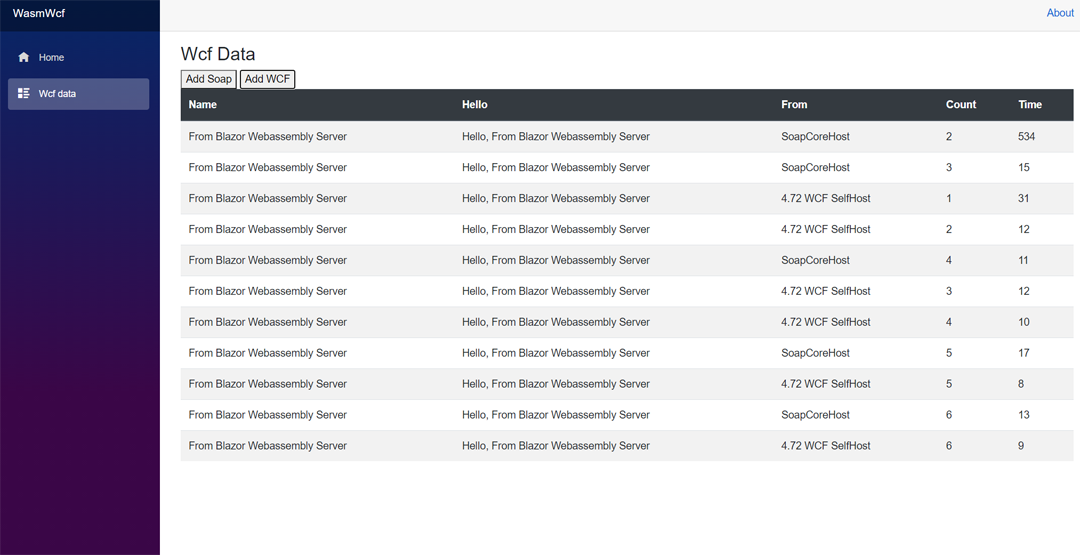 WasmWcf
About
Home
Wcf data
Wcf Data
Add Soap Add WCF
Name Hello From Count Time
From Blazor Webassembly Server Hello, From Blazor Webassembly Server SoapCoreHost 2 534
From Blazor Webassembly Server Hello, From Blazor Webassembly Server SoapCoreHost 3 15
From Blazor Webassembly Server Hello, From Blazor Webassembly Server 4.72 WCF SelfHost 1 31
From Blazor Webassembly Server Hello, From Blazor Webassembly Server 4.72 WCF SelfHost 2 12
From Blazor Webassembly Server Hello, From Blazor Webassembly Server SoapCoreHost 4 11
From Blazor Webassembly Server Hello, From Blazor Webassembly Server 4.72 WCF SelfHost 3 12
From Blazor Webassembly Server Hello, From Blazor Webassembly Server 4.72 WCF SelfHost 4 10
From Blazor Webassembly Server Hello, From Blazor Webassembly Server SoapCoreHost 5 17
From Blazor Webassembly Server Hello, From Blazor Webassembly Server 4.72 WCF SelfHost 5 8
From Blazor Webassembly Server Hello, From Blazor Webassembly Server SoapCoreHost 6 13
From Blazor Webassembly Server Hello, From Blazor Webassembly Server 4.72 WCF SelfHost 6 9